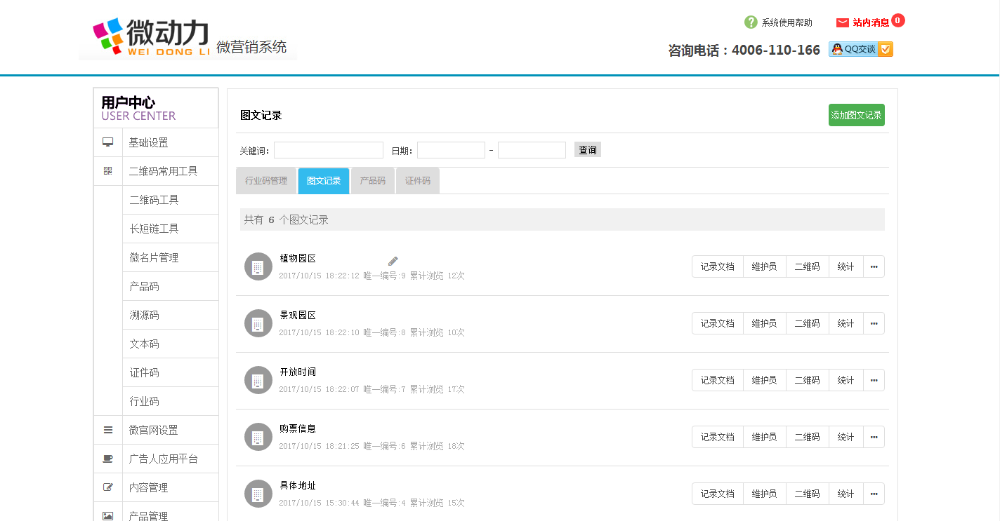 微动力
WEI DONG LI
微营销系统
系统使用帮助
站内消息 0
咨询电话：4006-110-166
QQ交谈
用户中心
USER CENTER
基础设置
二维码常用工具
二维码工具
长短链工具
微名片管理
产品码
溯源码
文本码
证件码
行业码
微官网设置
广告人应用平台
内容管理
产品管理
图文记录
添加图文记录
关键词: 日期: - 查询
行业码管理 图文记录 产品码 证件码
共有 6 个图文记录
植物园区
2017/10/15 18:22:12 唯一编号:9 累计浏览 12次
记录文档 维护员 二维码 统计 ···
景观园区
2017/10/15 18:22:10 唯一编号:8 累计浏览 10次
记录文档 维护员 二维码 统计 ···
开放时间
2017/10/15 18:22:07 唯一编号:7 累计浏览 17次
记录文档 维护员 二维码 统计 ···
购票信息
2017/10/15 18:21:25 唯一编号:6 累计浏览 18次
记录文档 维护员 二维码 统计 ···
具体地址
2017/10/15 15:30:44 唯一编号:4 累计浏览 15次
记录文档 维护员 二维码 统计 ···